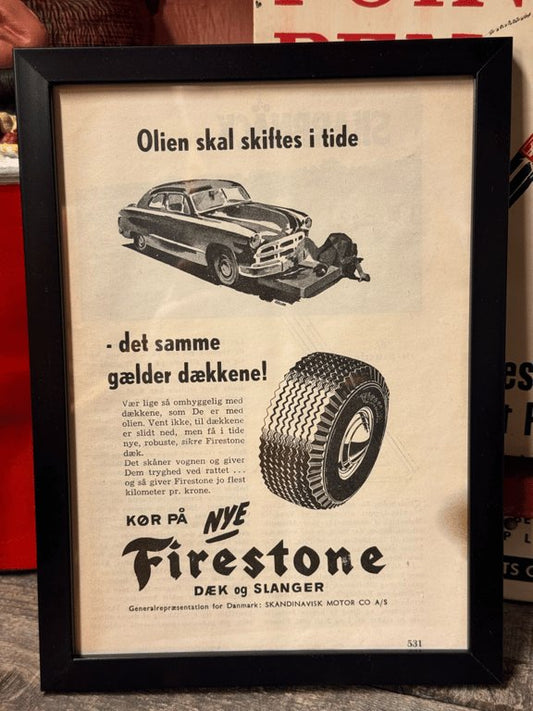 Olien skal skiftes i tide
- det samme
gælder dækkene!
Vær lige så omhyggelig med
dækkene, som De er med
olien. Vent ikke, til dækkene
er slidt ned, men få i tide
nye, robuste, sikre Firestone
dæk.
Det skåner vognen og giver
Dem tryghed ved rattet ...
og så giver Firestone jo flest
kilometer pr. krone.
KØR PÅ NYE
Firestone
DÆK og SLANGER
Generalrepræsentation for Danmark: SKANDINAVISK MOTOR CO A/S
531